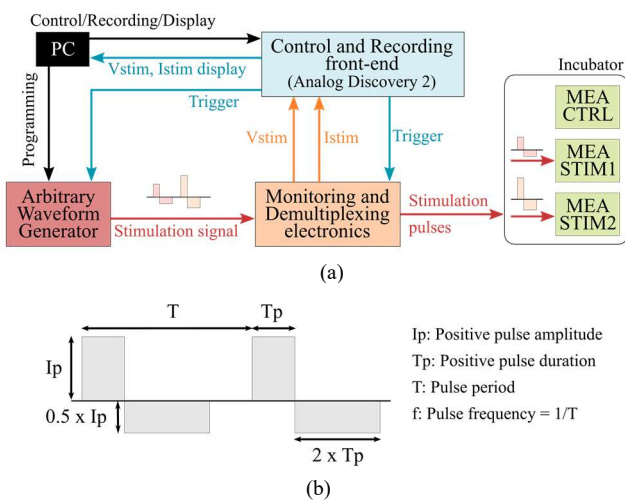 Control/Recording/Display
PC
Control and Recording
front-end
(Analog Discovery 2)
Vstim, Istim display
Trigger
Programming
Vstim
Istim
Trigger
Incubator
MEA
CTRL
MEA
STIM1
MEA
STIM2
Arbitrary
Waveform
Generator
Stimulation signal
Monitoring and
Demultiplexing
electronics
Stimulation
pulses
(a)
T
Tp
Ip
0.5 x Ip
2 x Tp
Ip: Positive pulse amplitude
Tp: Positive pulse duration
T: Pulse period
f: Pulse frequency = 1/T
(b)